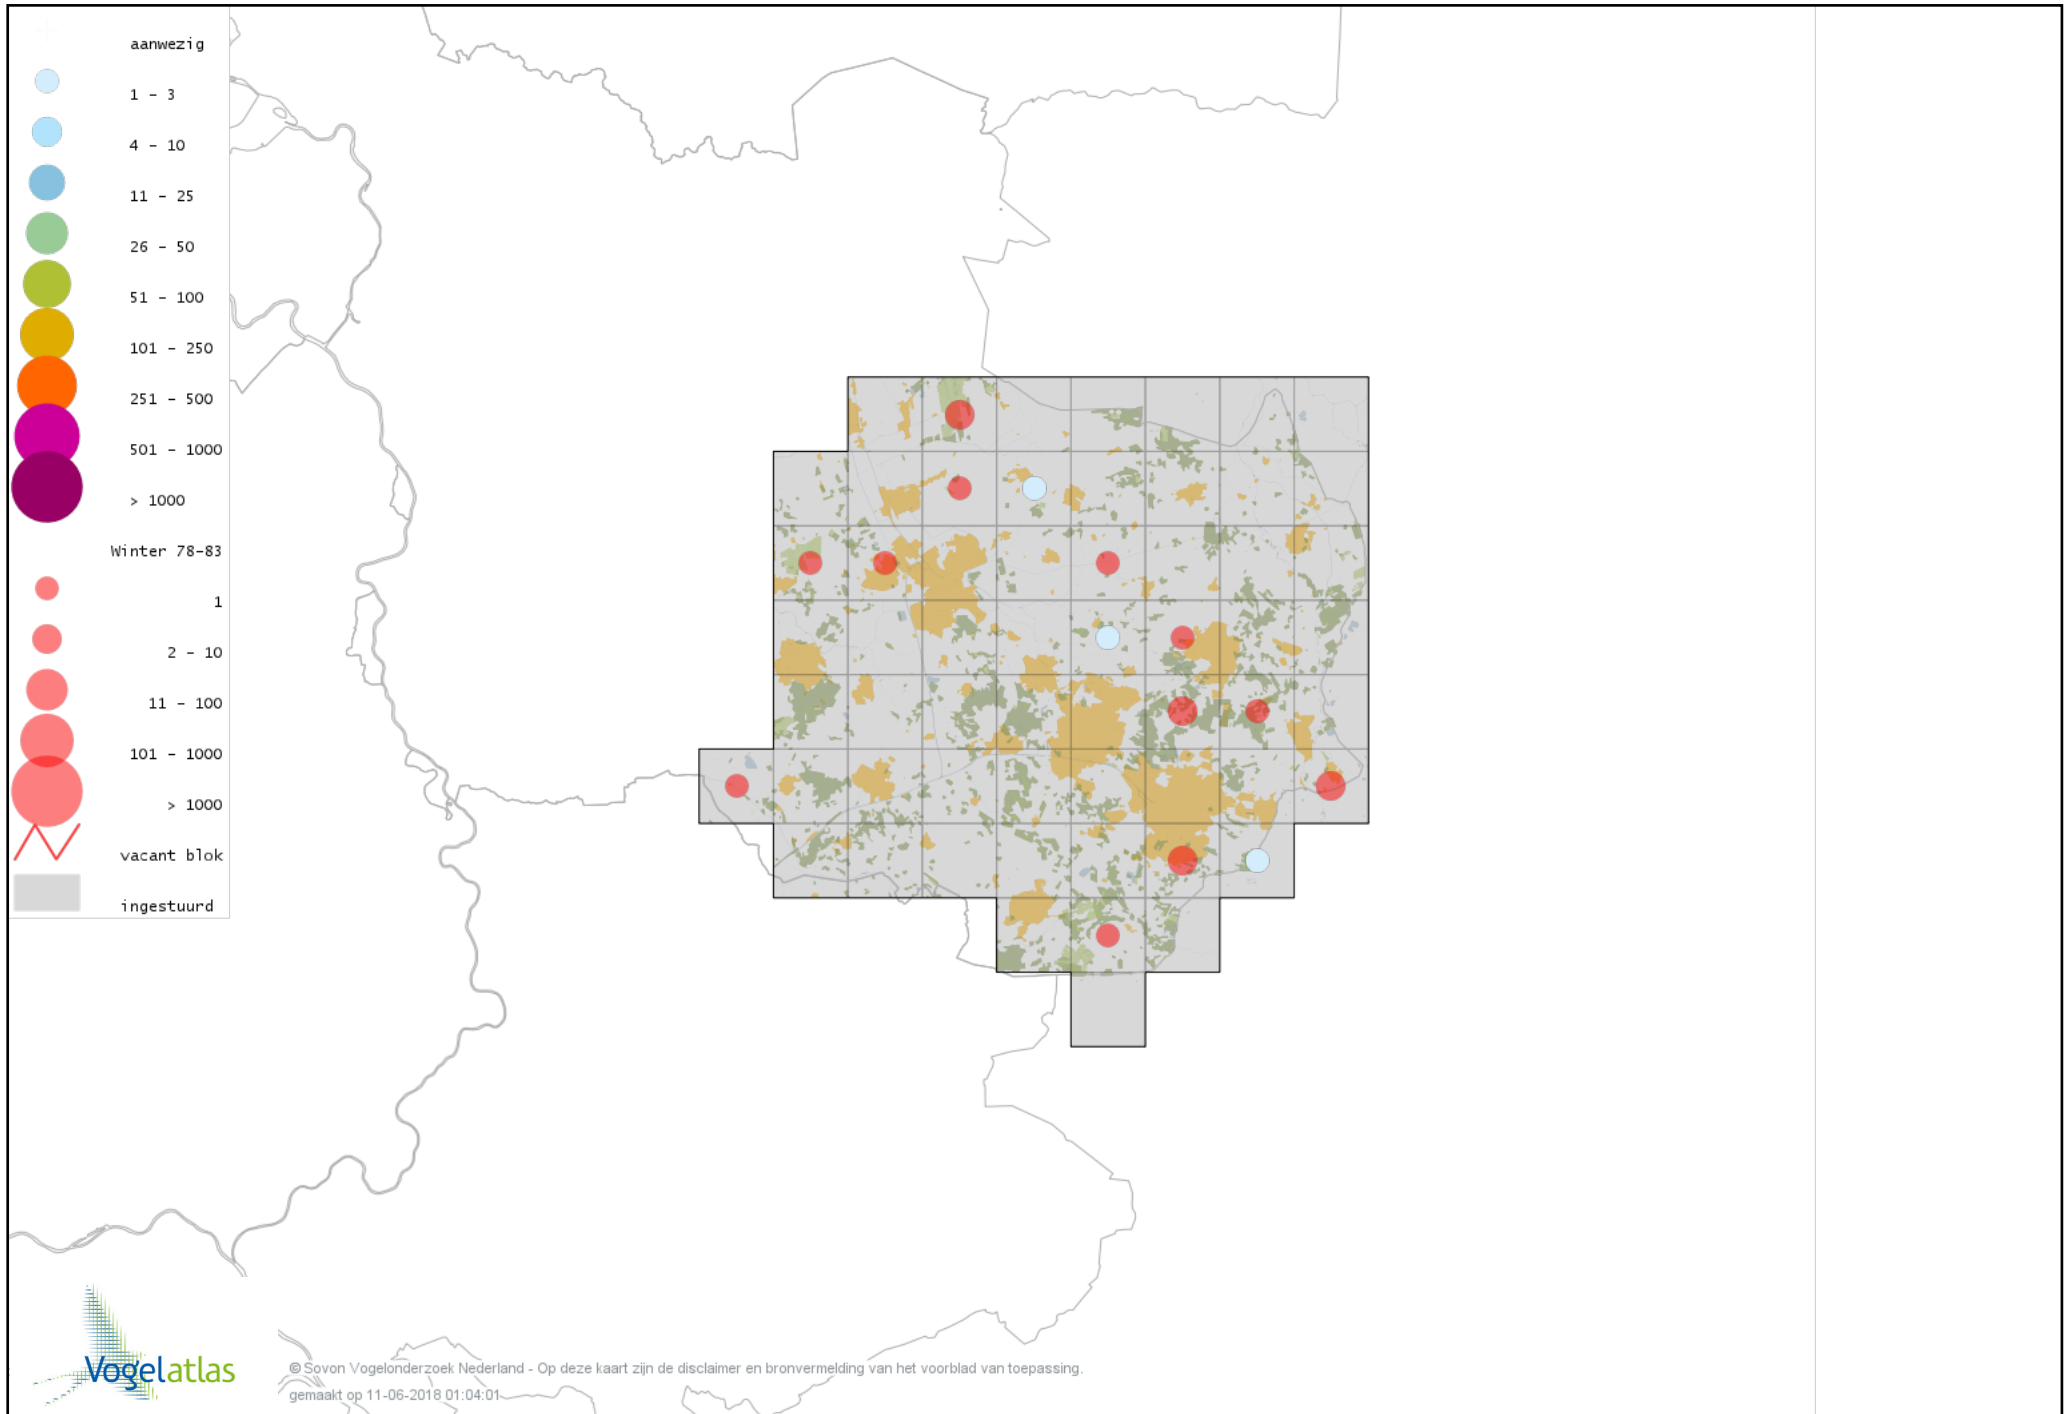 aanwezig
1 - 3
4 - 10
11 - 25
26 - 50
51 - 100
101 - 250
251 - 500
501 - 1000
> 1000
Winter 78-83
1
2 - 10
11 - 100
101 - 1000
> 1000
vacant blok
ingestuurd
Vogelatlas
© Sovon Vogelonderzoek Nederland - Op deze kaart zijn de disclaimer en bronvermelding van het voorblad van toepassing.
gemaakt op 11-06-2018 01:04:01